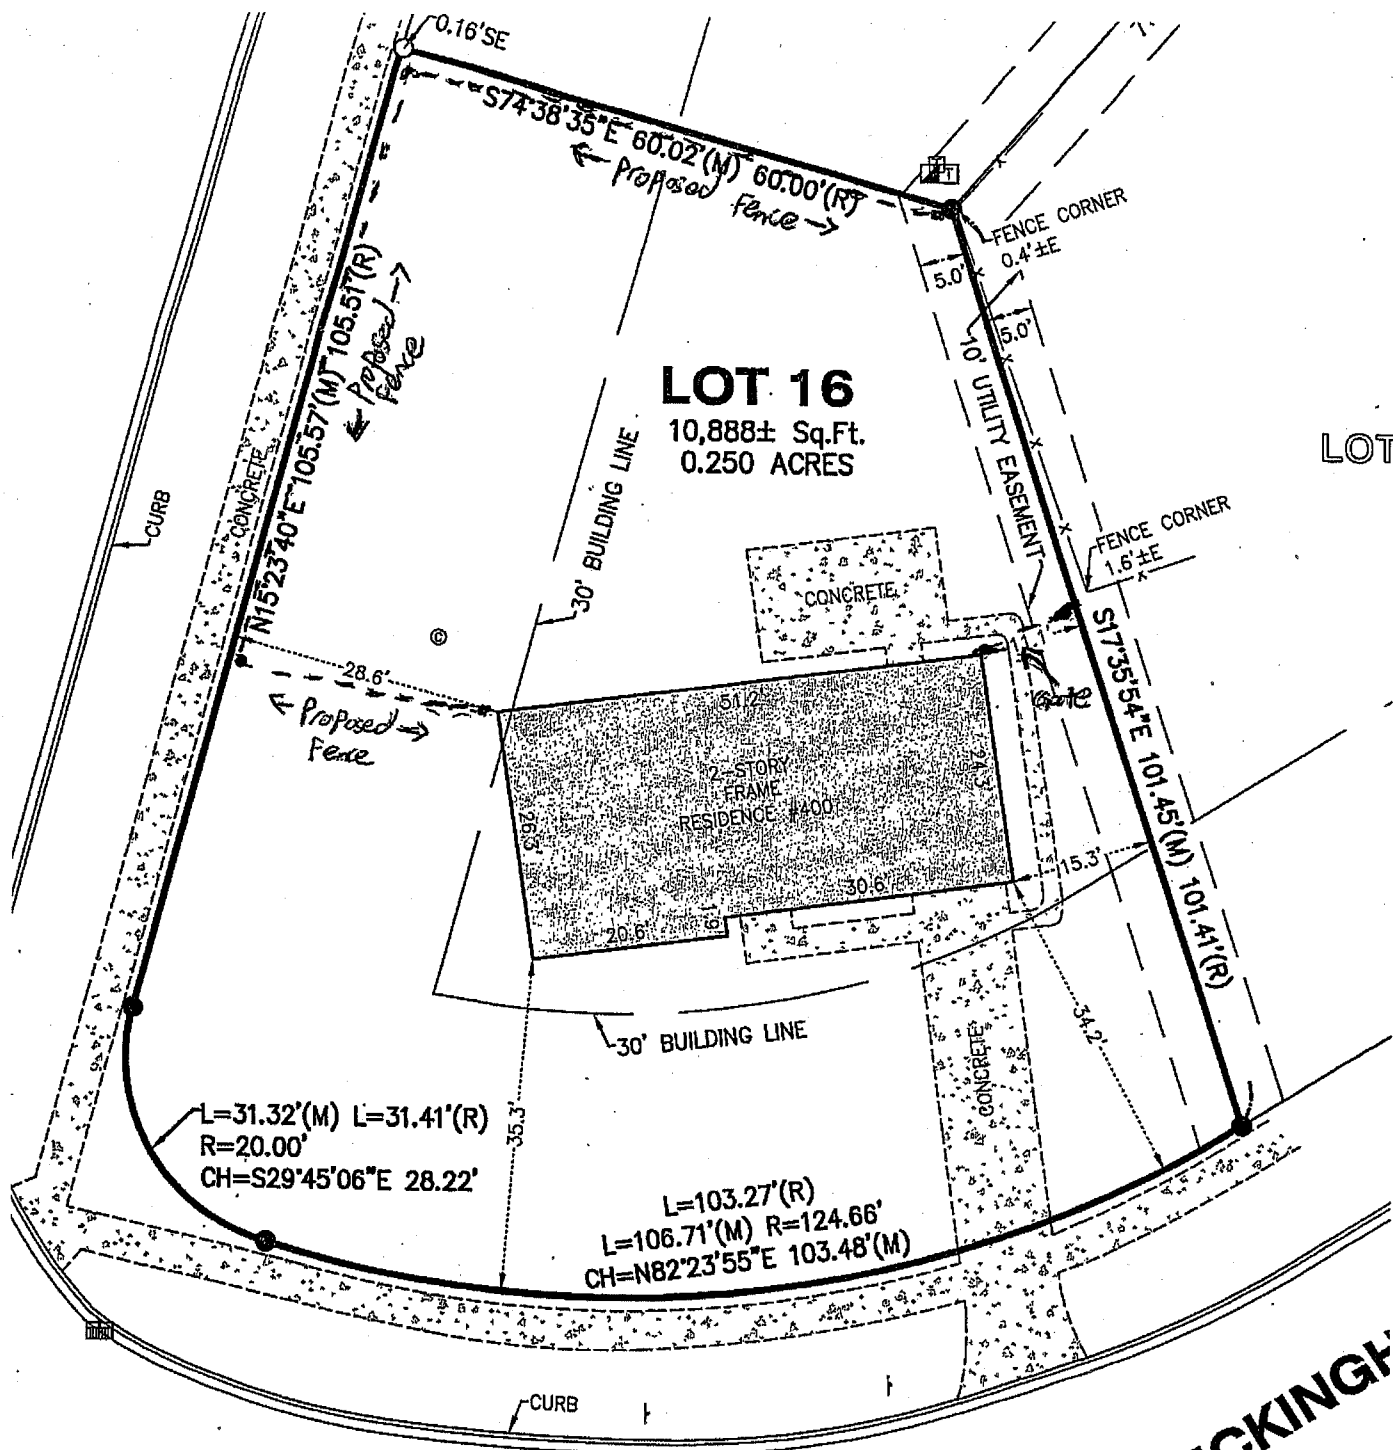 0.16'SE
S74°38'35"E 60.02'(M) 60.00'(R)
Proposed Fence
FENCE CORNER
0.4'±E
5.0'
5.0'
10' UTILITY EASEMENT
N15°23'40"E 105.57'(M) 105.51'(R)
Proposed
Fence
LOT 16
10,888± Sq.Ft.
0.250 ACRES
LOT
30' BUILDING LINE
CONCRETE
CURB
FENCE CORNER
1.6'±E
CONCRETE
©
28.6'
Proposed
Fence
Gate
S17°35'54"E 101.45'(M) 101.41'(R)
51.2'
24.3'
2-STORY
FRAME
RESIDENCE #400
26.3'
30.6'
15.3'
20.6'
30' BUILDING LINE
34.2'
CONCRETE
35.3'
L=31.32'(M) L=31.41'(R)
R=20.00'
CH=S29°45'06"E 28.22'
L=103.27'(R)
L=106.71'(M) R=124.66'
CH=N82°23'55"E 103.48'(M)
CURB
CKINGH